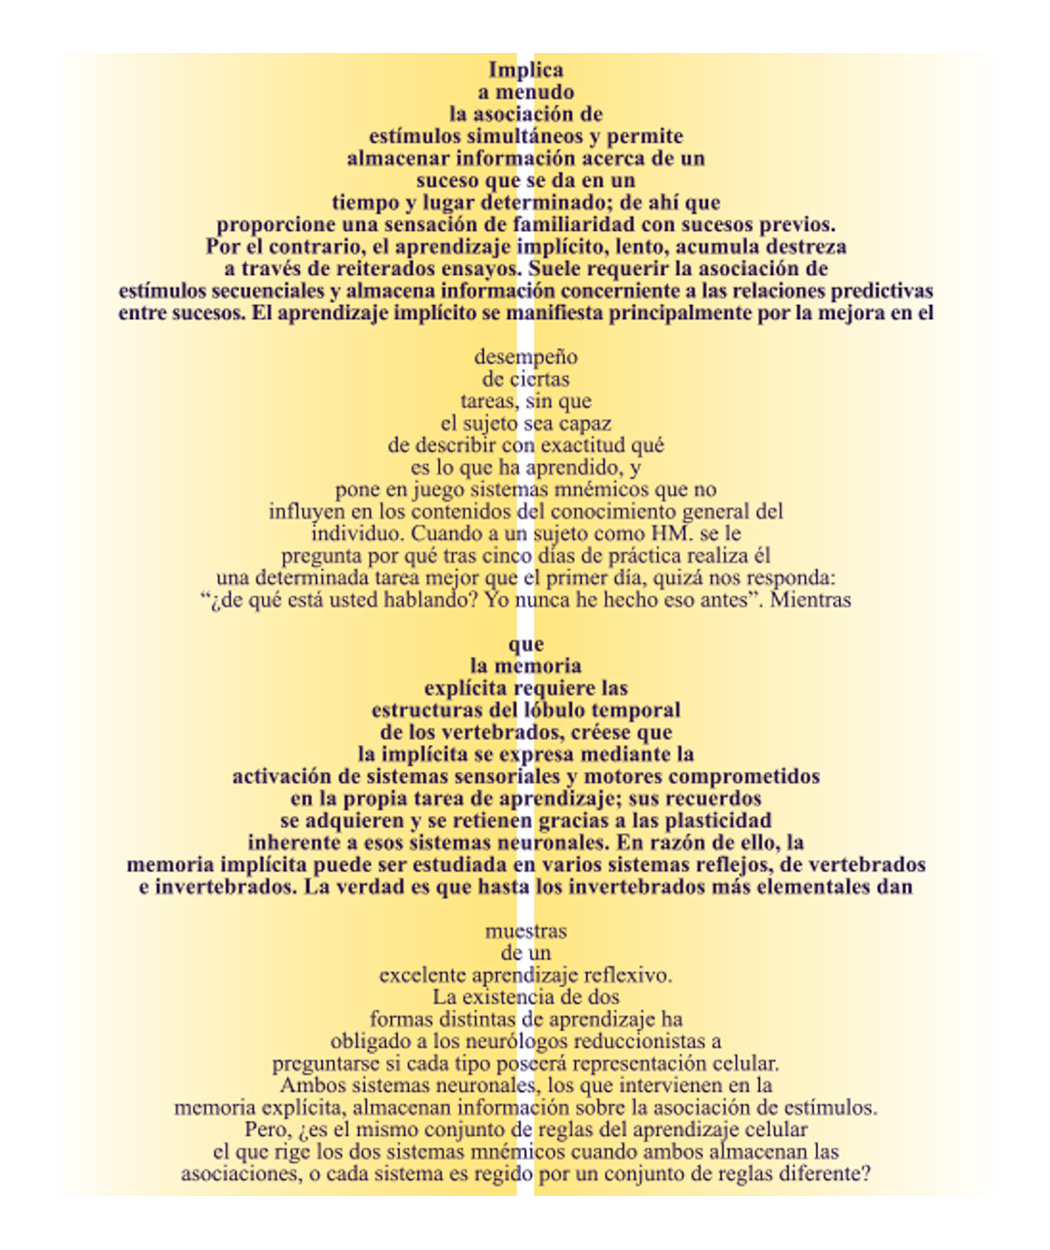 Implica
a menudo
la asociación de
estímulos simultáneos y permite
almacenar información acerca de un
suceso que se da en un
tiempo y lugar determinado; de ahí que
proporcione una sensación de familiaridad con sucesos previos.
Por el contrario, el aprendizaje implícito, lento, acumula destreza
a través de reiterados ensayos. Suele requerir la asociación de
estímulos secuenciales y almacena información concerniente a las relaciones predictivas
entre sucesos. El aprendizaje implícito se manifiesta principalmente por la mejora en el
desempeño
de ciertas
tareas, sin que
el sujeto sea capaz
de describir con exactitud qué
es lo que ha aprendido, y
pone en juego sistemas mnémicos que no
influyen en los contenidos del conocimiento general del
individuo. Cuando a un sujeto como HM. se le
pregunta por qué tras cinco días de práctica realiza él
una determinada tarea mejor que el primer día, quizá nos responda:
“¿de qué está usted hablando? Yo nunca he hecho eso antes”. Mientras
que
la memoria
explícita requiere las
estructuras del lóbulo temporal
de los vertebrados, créese que
la implícita se expresa mediante la
activación de sistemas sensoriales y motores comprometidos
en la propia tarea de aprendizaje; sus recuerdos
se adquieren y se retienen gracias a las plasticidad
inherente a esos sistemas neuronales. En razón de ello, la
memoria implícita puede ser estudiada en varios sistemas reflejos, de vertebrados
e invertebrados. La verdad es que hasta los invertebrados más elementales dan
muestras
de un
excelente aprendizaje reflexivo.
La existencia de dos
formas distintas de aprendizaje ha
obligado a los neurólogos reduccionistas a
preguntarse si cada tipo poseerá representación celular.
Ambos sistemas neuronales, los que intervienen en la
memoria explícita, almacenan información sobre la asociación de estímulos.
Pero, ¿es el mismo conjunto de reglas del aprendizaje celular
el que rige los dos sistemas mnémicos cuando ambos almacenan las
asociaciones, o cada sistema es regido por un conjunto de reglas diferente?